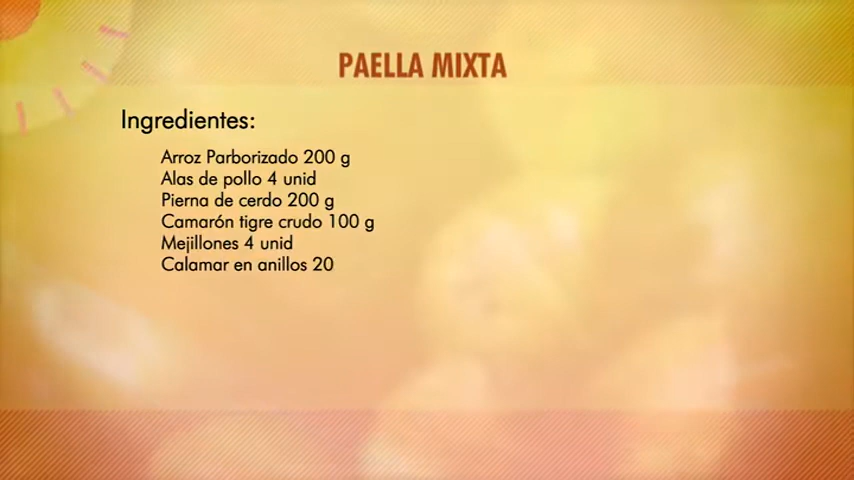 PAELLA MIXTA
Ingredientes:
Arroz Parborizado 200 g
Alas de pollo 4 unid
Pierna de cerdo 200 g
Camarón tigre crudo 100 g
Mejillones 4 unid
Calamar en anillos 20